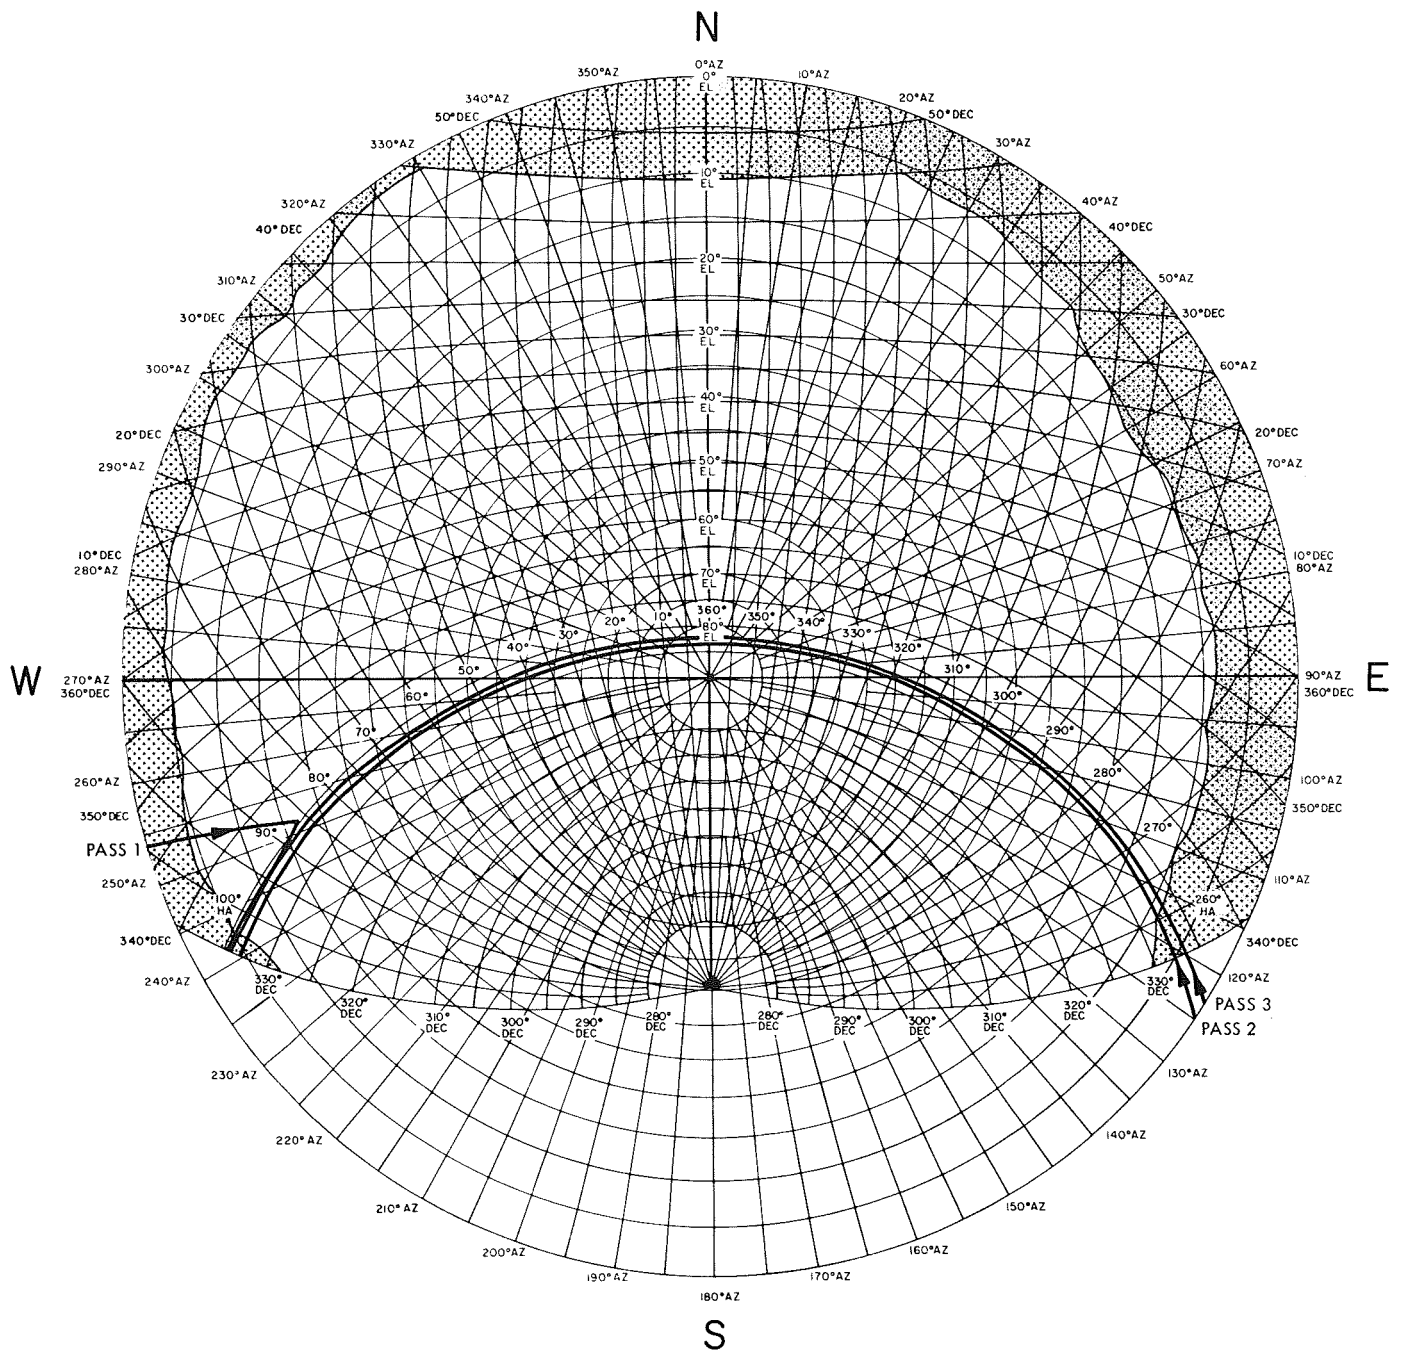 N
0°AZ
0°
EL
350°AZ
10°AZ
340°AZ
20°AZ
50°DEC
50°DEC
330°AZ
30°AZ
10°
EL
320°AZ
40°AZ
40°DEC
40°DEC
20°
EL
310°AZ
50°AZ
30°DEC
30°DEC
30°
EL
300°AZ
60°AZ
40°
EL
20°DEC
20°DEC
290°AZ
70°AZ
50°
EL
60°
EL
10°DEC
10°DEC
280°AZ
80°AZ
70°
EL
360°
80°
EL
10°
350°
20°
340°
30°
330°
40°
320°
50°
310°
60°
300°
W
270°AZ
360°DEC
90°AZ
360°DEC
E
70°
290°
80°
280°
260°AZ
100°AZ
350°DEC
350°DEC
90°
270°
PASS 1
250°AZ
110°AZ
100°
HA
260°
HA
340°DEC
340°DEC
240°AZ
120°AZ
330°
DEC
330°
DEC
320°
DEC
310°
DEC
300°
DEC
290°
DEC
280°
DEC
280°
DEC
290°
DEC
300°
DEC
310°
DEC
320°
DEC
PASS 3
PASS 2
230°AZ
130°AZ
220°AZ
140°AZ
210°AZ
150°AZ
200°AZ
160°AZ
190°AZ
170°AZ
180°AZ
S